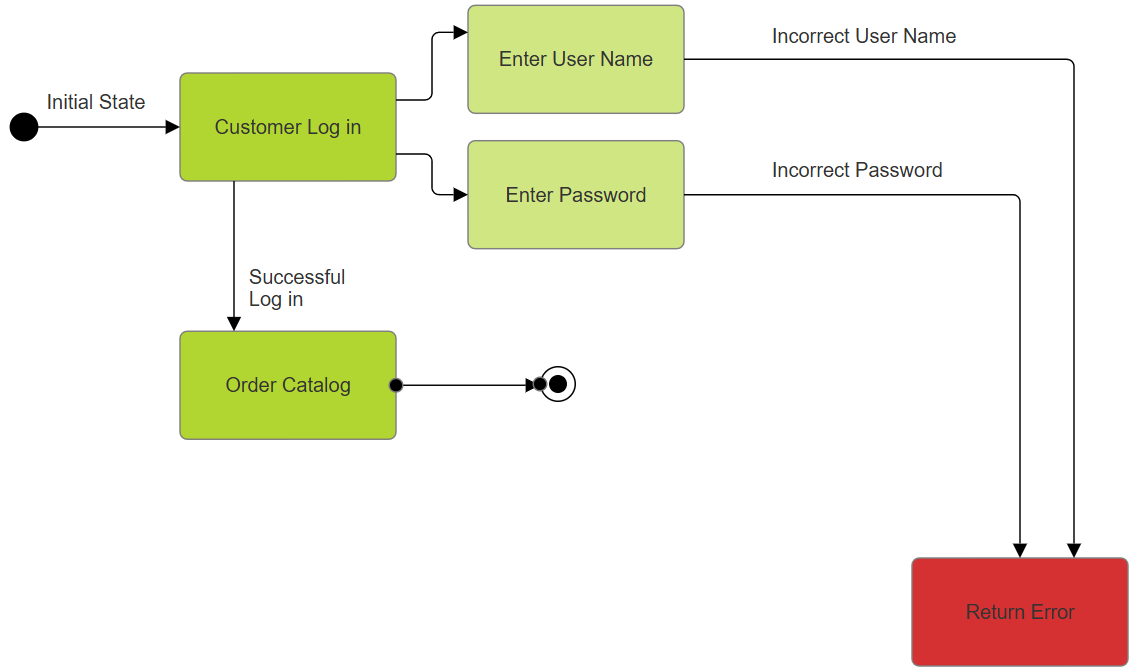 Initial State
Customer Log in
Enter User Name
Incorrect User Name
Enter Password
Incorrect Password
Successful
Log in
Order Catalog
Return Error